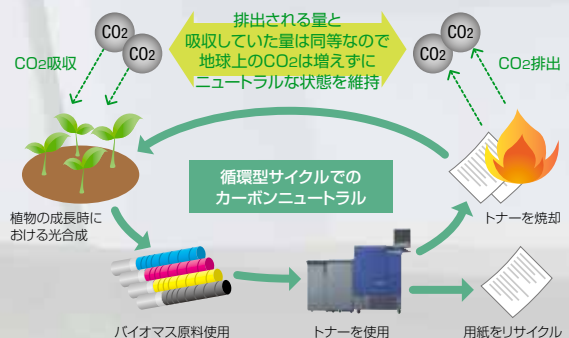 CO2
CO2
排出される量と
吸収していた量は同等なので
地球上のCO2は増えずに
ニュートラルな状態を維持
CO2
CO2
CO2吸収
CO2排出
循環型サイクルでの
カーボンニュートラル
植物の成長時に
おける光合成
トナーを焼却
バイオマス原料使用
トナーを使用
用紙をリサイクル